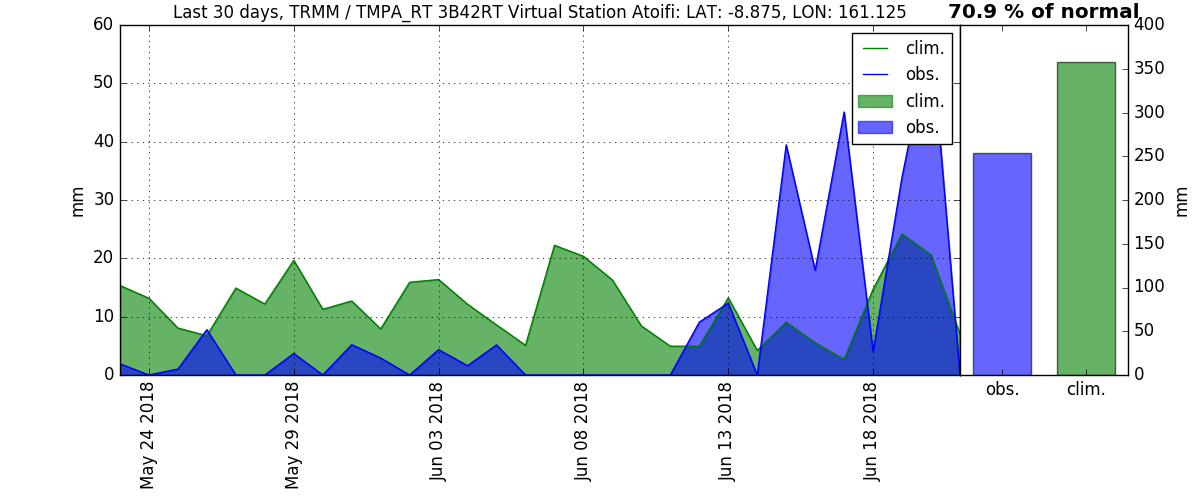 Last 30 days, TRMM / TMPA_RT 3B42RT Virtual Station Atoifi: LAT: -8.875, LON: 161.125
70.9 % of normal
60
50
40
30
20
10
0
mm
clim.
obs.
clim.
obs.
May 24 2018
May 29 2018
Jun 03 2018
Jun 08 2018
Jun 13 2018
Jun 18 2018
400
350
300
250
200
150
100
50
0
mm
obs.
clim.